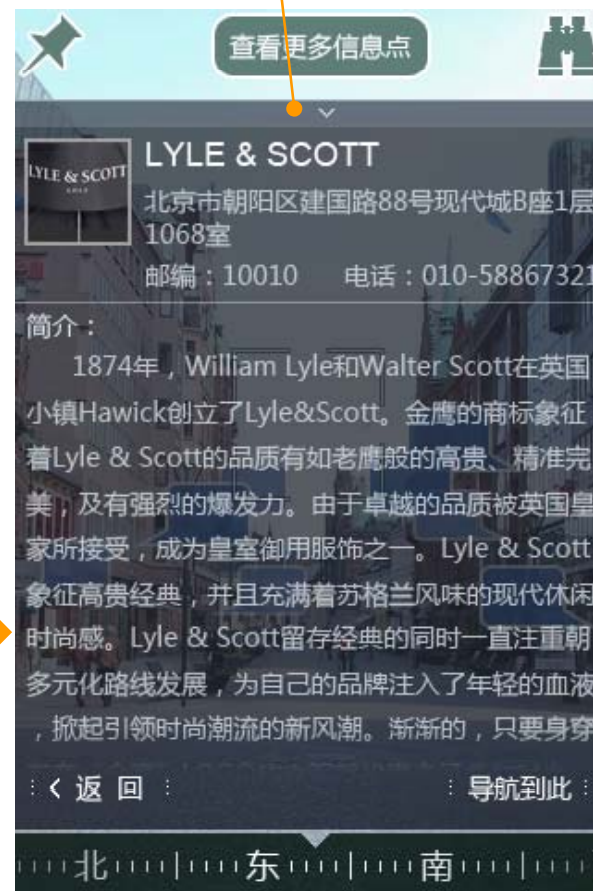 查看更多信息点
LYLE & SCOTT
LYLE & SCOTT
北京市朝阳区建国路88号现代城B座1层
1068室
邮编：10010 电话：010-58867321
简介：
1874年，William Lyle和Walter Scott在英国
小镇Hawick创立了Lyle&Scott。金鹰的商标象征
着Lyle & Scott的品质有如老鹰般的高贵、精准完
美，及有强烈的爆发力。由于卓越的品质被英国皇
家所接受，成为皇室御用服饰之一。Lyle & Scott
象征高贵经典，并且充满着苏格兰风味的现代休闲
时尚感。Lyle & Scott留存经典的同时一直注重朝
多元化路线发展，为自己的品牌注入了年轻的血液
，掀起引领时尚潮流的新风潮。渐渐的，只要身穿
返回 导航到此
北 东 南